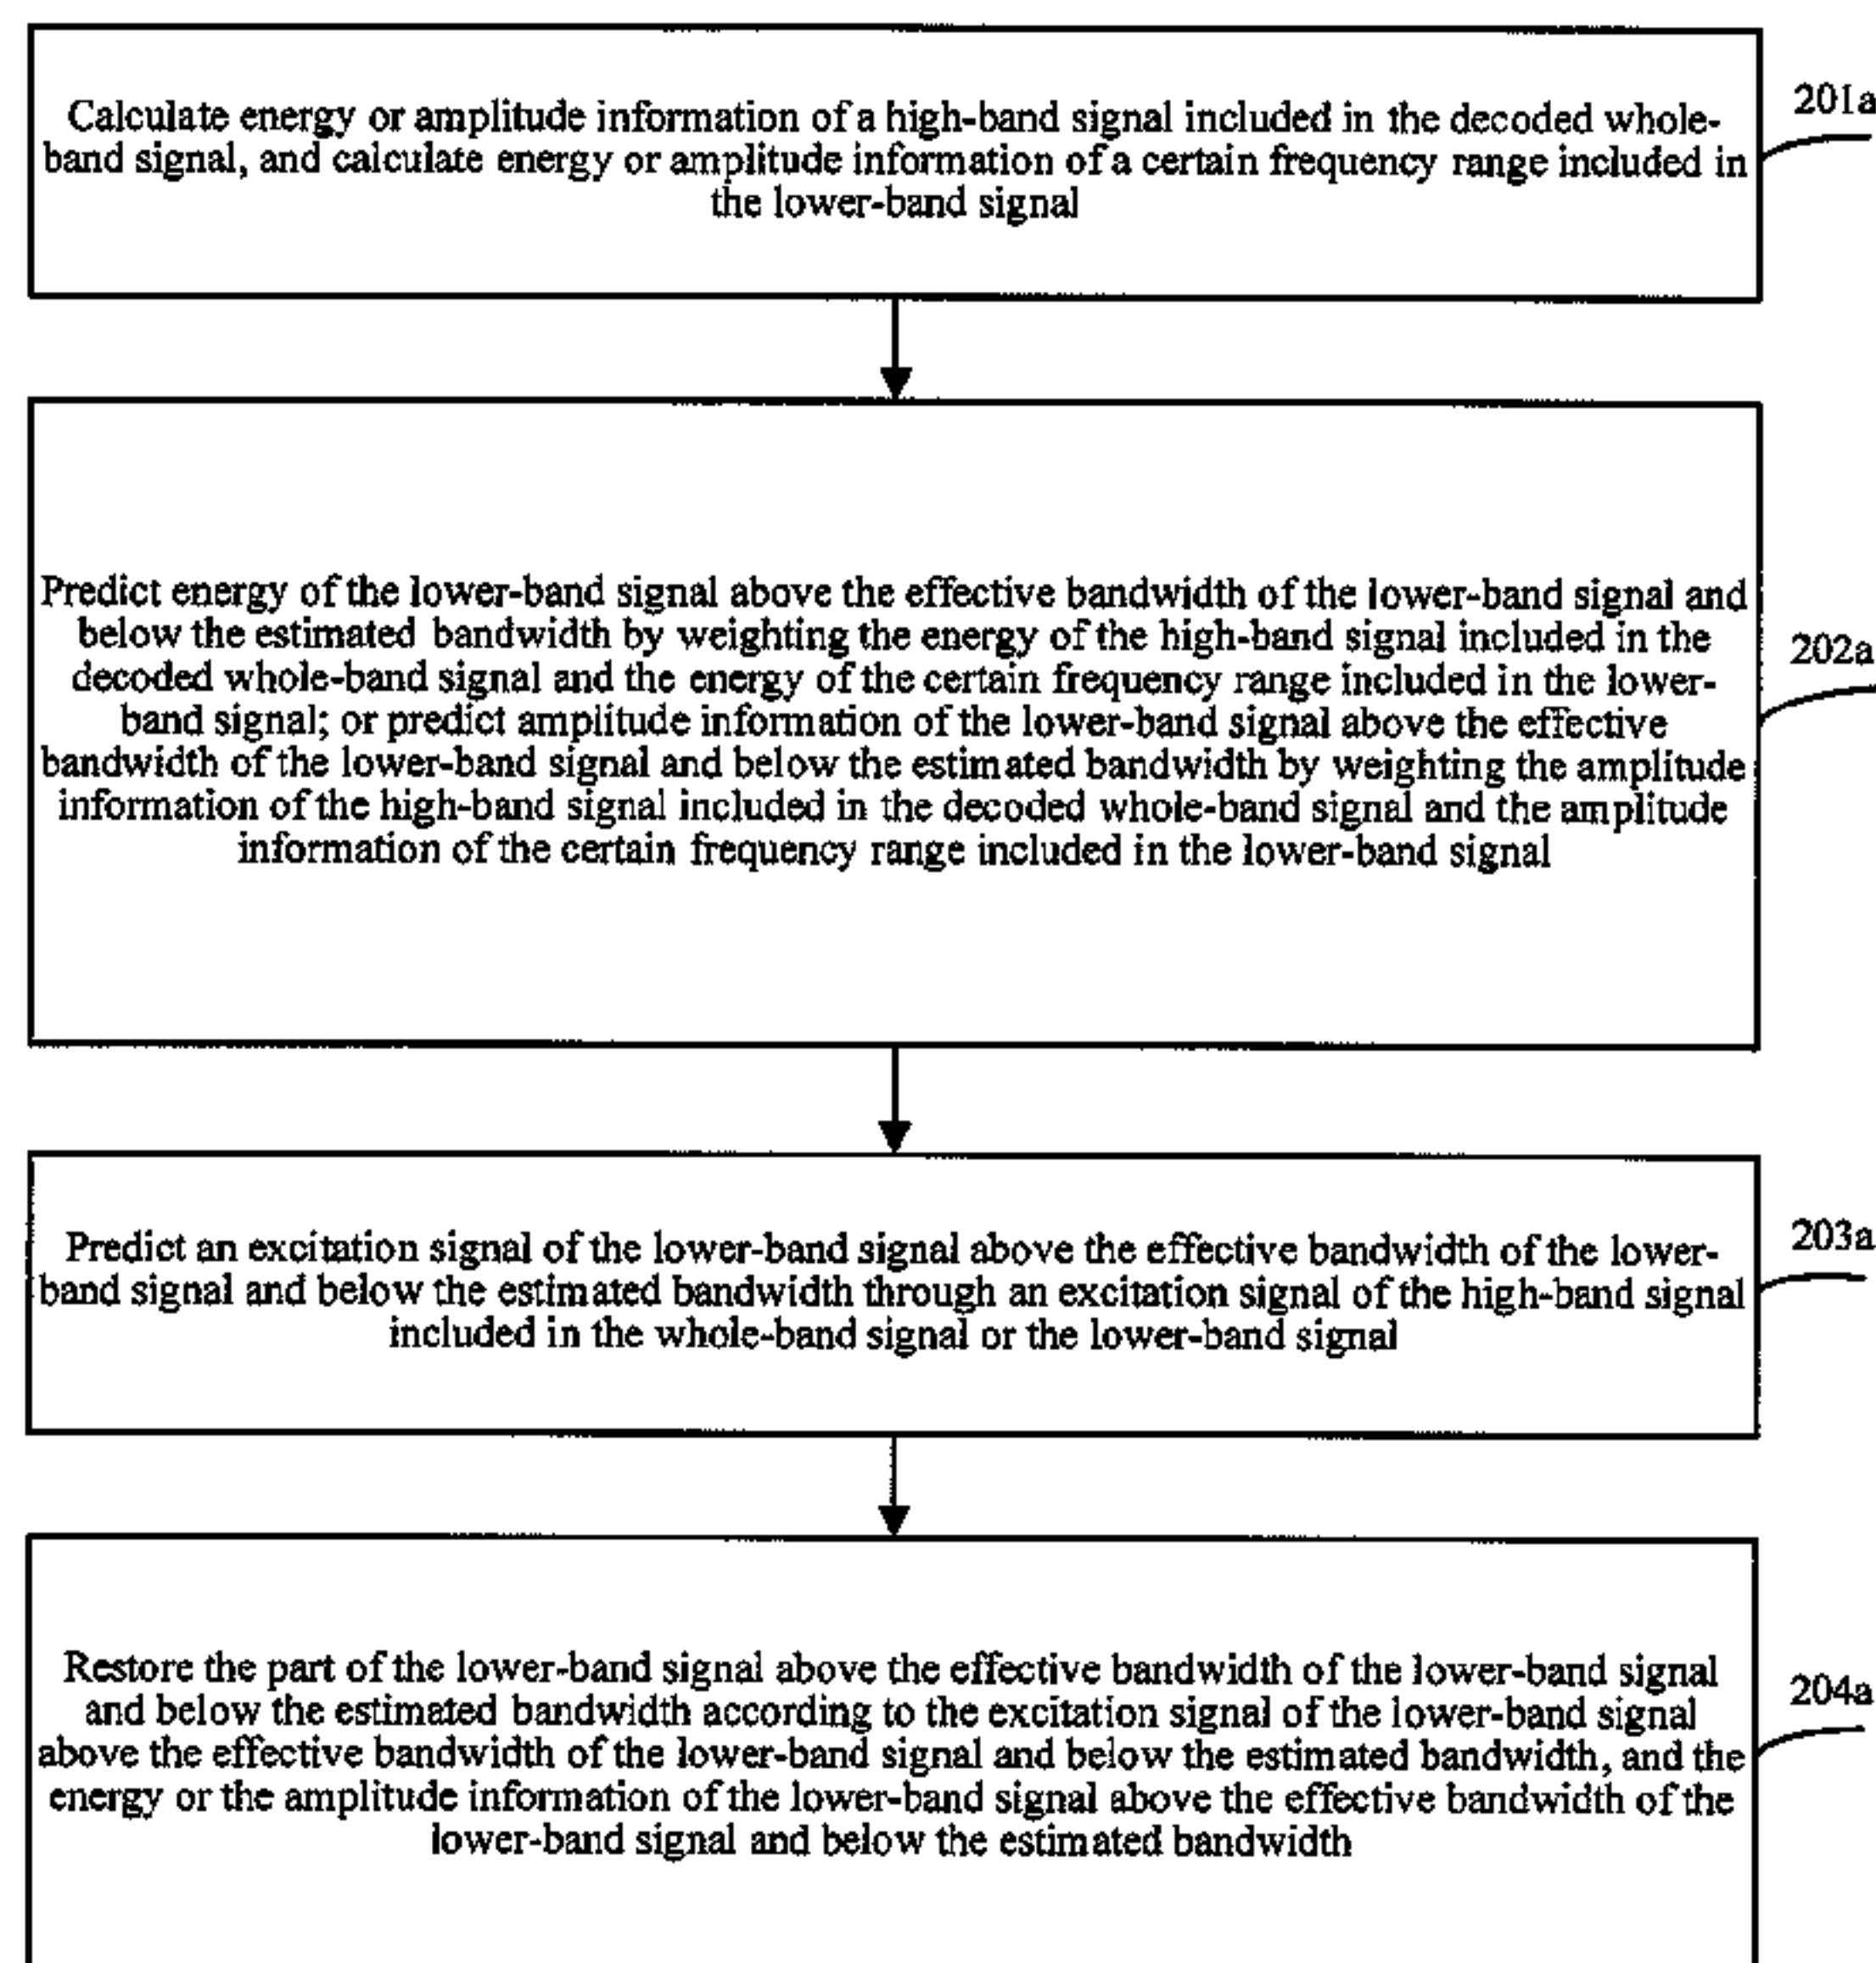 Calculate energy or amplitude information of a high-band signal included in the decoded whole-
band signal, and calculate energy or amplitude information of a certain frequency range included in
the lower-band signal
201a
Predict energy of the lower-band signal above the effective bandwidth of the lower-band signal and
below the estimated bandwidth by weighting the energy of the high-band signal included in the
decoded whole-band signal and the energy of the certain frequency range included in the lower-
band signal; or predict amplitude information of the lower-band signal above the effective
bandwidth of the lower-band signal and below the estimated bandwidth by weighting the amplitude
information of the high-band signal included in the decoded whole-band signal and the amplitude
information of the certain frequency range included in the lower-band signal
202a
Predict an excitation signal of the lower-band signal above the effective bandwidth of the lower-
band signal and below the estimated bandwidth through an excitation signal of the high-band signal
included in the whole-band signal or the lower-band signal
203a
Restore the part of the lower-band signal above the effective bandwidth of the lower-band signal
and below the estimated bandwidth according to the excitation signal of the lower-band signal
above the effective bandwidth of the lower-band signal and below the estimated bandwidth, and the
energy or the amplitude information of the lower-band signal above the effective bandwidth of the
lower-band signal and below the estimated bandwidth
204a